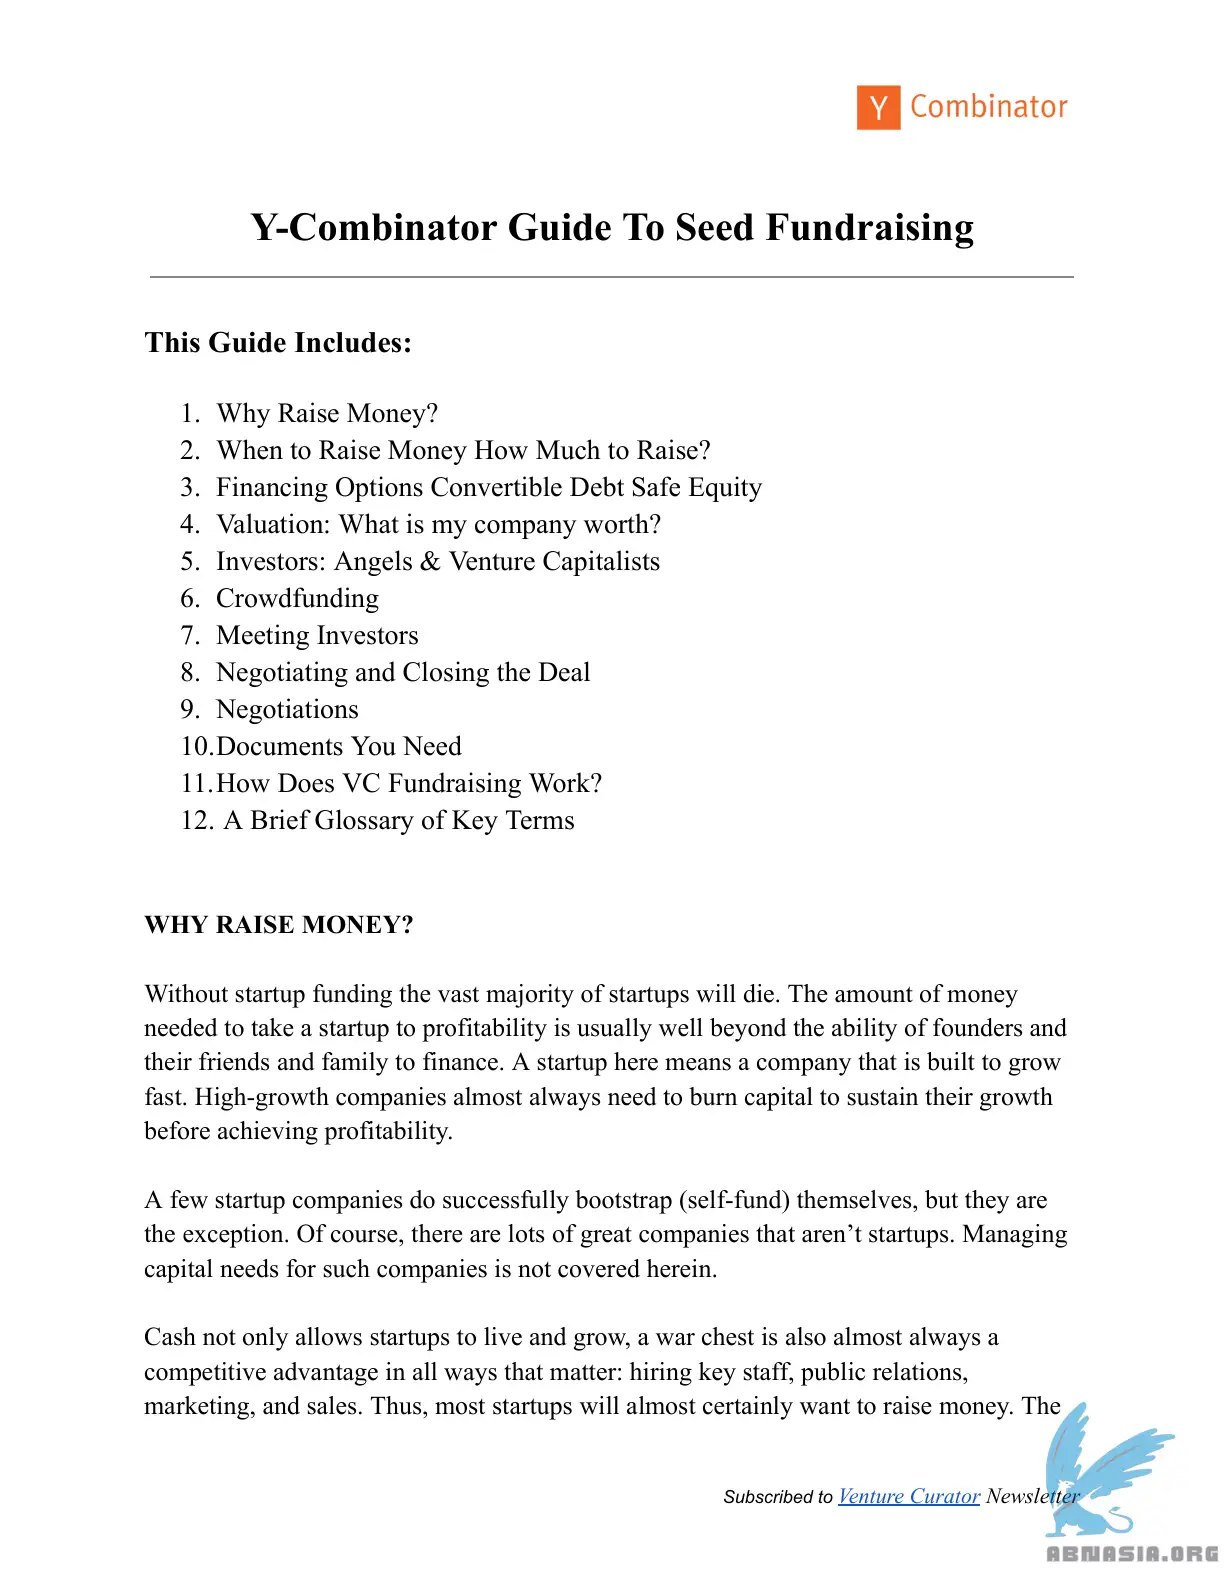 Y Combinator
Y-Combinator Guide To Seed Fundraising
This Guide Includes:
1. Why Raise Money?
2. When to Raise Money How Much to Raise?
3. Financing Options Convertible Debt Safe Equity
4. Valuation: What is my company worth?
5. Investors: Angels & Venture Capitalists
6. Crowdfunding
7. Meeting Investors
8. Negotiating and Closing the Deal
9. Negotiations
10. Documents You Need
11. How Does VC Fundraising Work?
12. A Brief Glossary of Key Terms
WHY RAISE MONEY?
Without startup funding the vast majority of startups will die. The amount of money
needed to take a startup to profitability is usually well beyond the ability of founders and
their friends and family to finance. A startup here means a company that is built to grow
fast. High-growth companies almost always need to burn capital to sustain their growth
before achieving profitability.
A few startup companies do successfully bootstrap (self-fund) themselves, but they are
the exception. Of course, there are lots of great companies that aren’t startups. Managing
capital needs for such companies is not covered herein.
Cash not only allows startups to live and grow, a war chest is also almost always a
competitive advantage in all ways that matter: hiring key staff, public relations,
marketing, and sales. Thus, most startups will almost certainly want to raise money. The
Subscribed to Venture Curator Newsletter
ABNASIA.ORG